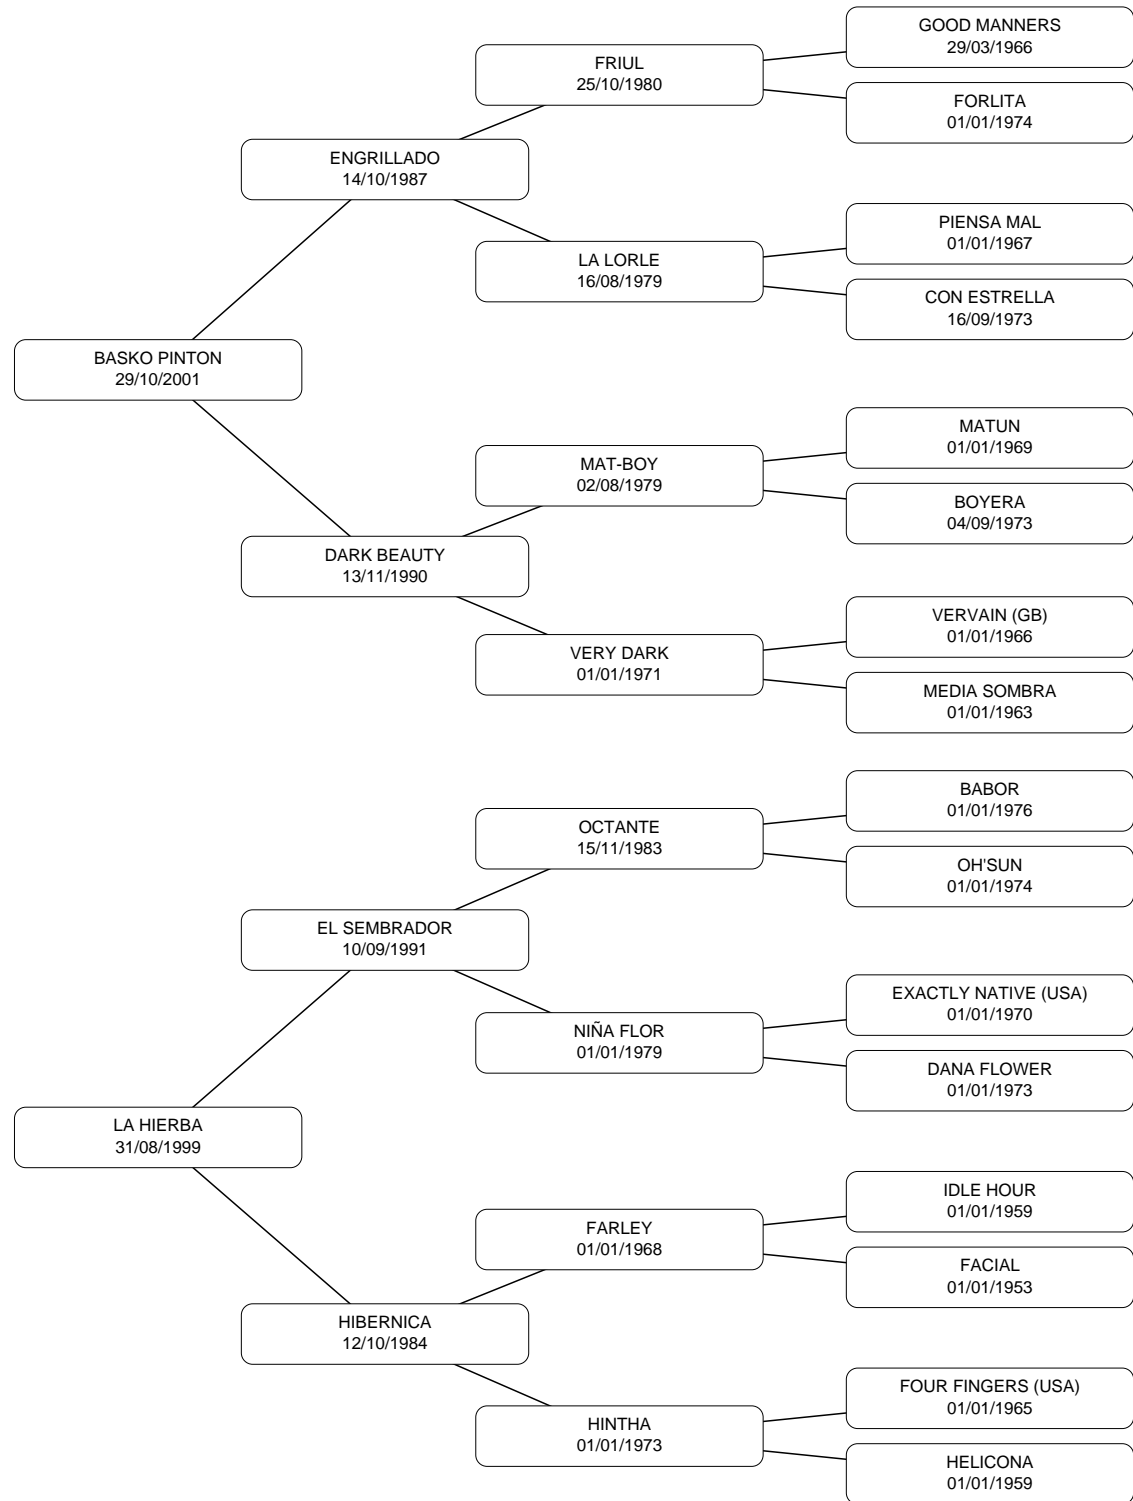 GOOD MANNERS
29/03/1966
FRIUL
25/10/1980
FORLITA
01/01/1974
ENGRILLADO
14/10/1987
PIENSA MAL
01/01/1967
LA LORLE
16/08/1979
CON ESTRELLA
16/09/1973
BASKO PINTON
29/10/2001
MATUN
01/01/1969
MAT-BOY
02/08/1979
BOYERA
04/09/1973
DARK BEAUTY
13/11/1990
VERVAIN (GB)
01/01/1966
VERY DARK
01/01/1971
MEDIA SOMBRA
01/01/1963
BABOR
01/01/1976
OCTANTE
15/11/1983
OH'SUN
01/01/1974
EL SEMBRADOR
10/09/1991
EXACTLY NATIVE (USA)
01/01/1970
NIÑA FLOR
01/01/1979
DANA FLOWER
01/01/1973
LA HIERBA
31/08/1999
IDLE HOUR
01/01/1959
FARLEY
01/01/1968
FACIAL
01/01/1953
HIBERNICA
12/10/1984
FOUR FINGERS (USA)
01/01/1965
HINTHA
01/01/1973
HELICONA
01/01/1959